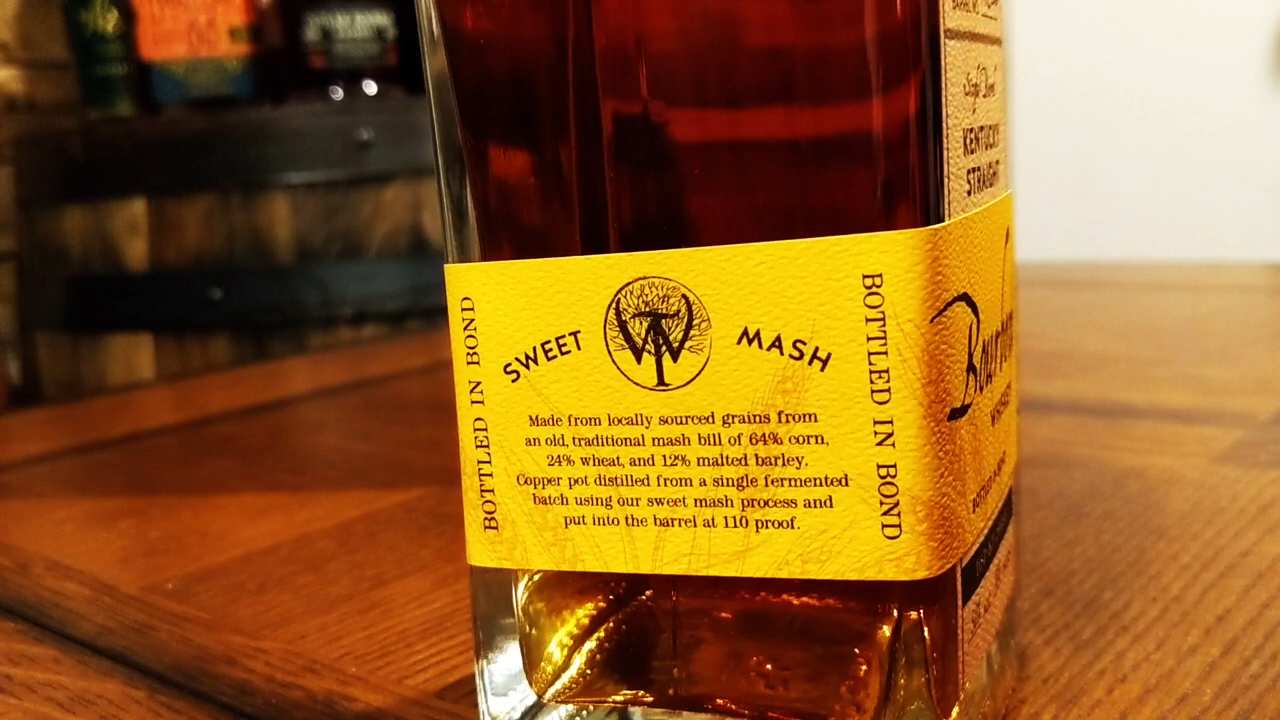 KENTUCKY
STRAIGHT
BOTTLED IN BOND
SWEET MASH
Made from locally sourced grains from
an old, traditional mash bill of 64% corn,
24% wheat, and 12% malted barley.
Copper pot distilled from a single fermented
batch using our sweet mash process and
put into the barrel at 110 proof.
BOTTLED IN BOND
Bourbon